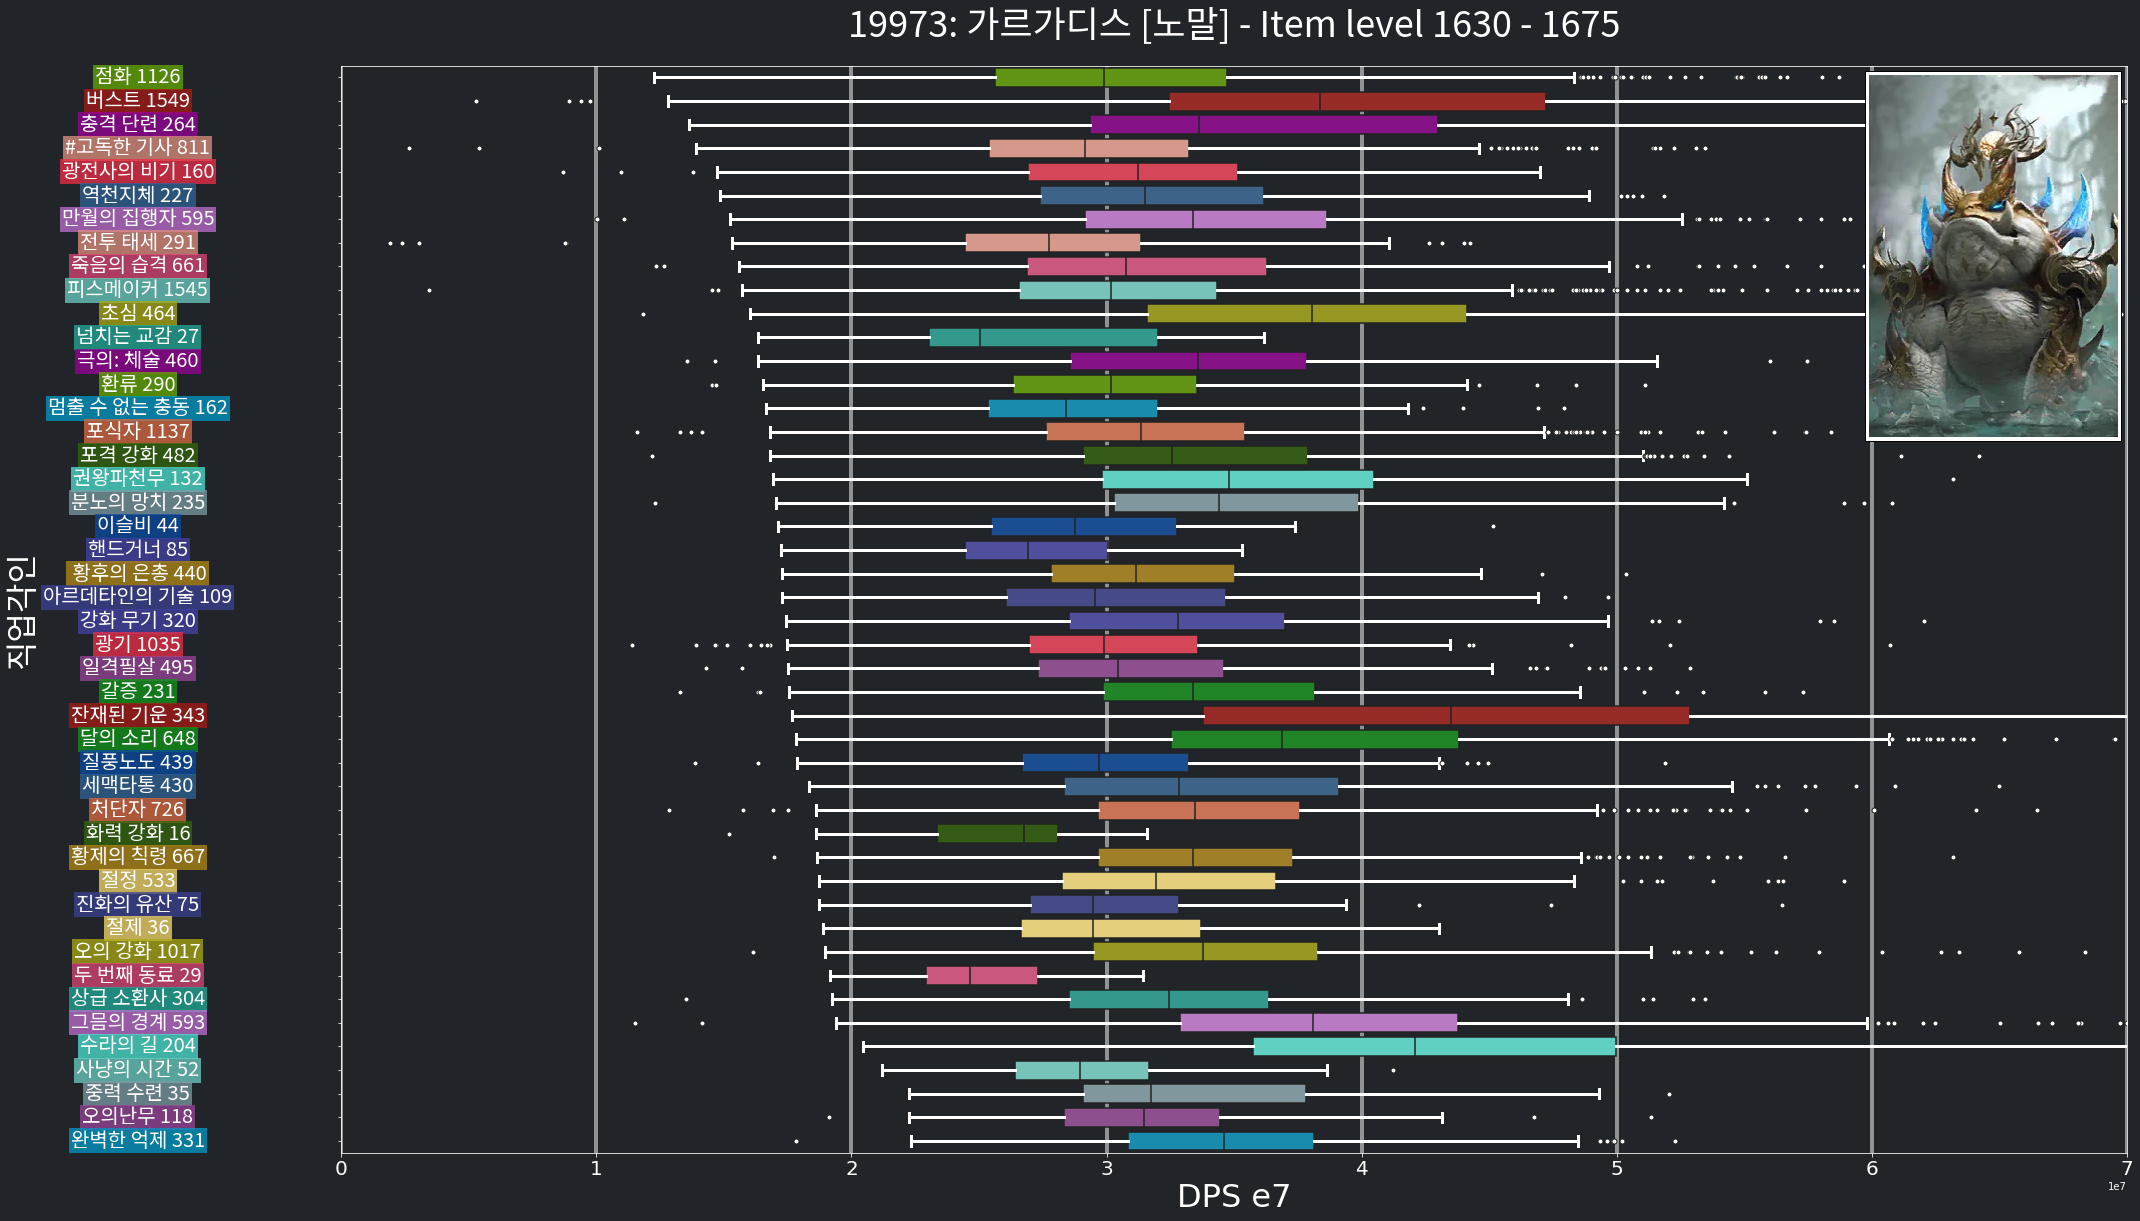 19973: 가르가디스 [노말] - Item level 1630 - 1675
점화 1126
버스트 1549
충격 단련 264
#고독한 기사 811
광전사의 비기 160
역천지체 227
만월의 집행자 595
전투 태세 291
죽음의 습격 661
피스메이커 1545
초심 464
넘치는 교감 27
극의: 체술 460
환류 290
멈출 수 없는 충동 162
포식자 1137
포격 강화 482
권왕파천무 132
분노의 망치 235
이슬비 44
핸드거너 85
황후의 은총 440
아르데타인의 기술 109
강화 무기 320
광기 1035
일격필살 495
갈증 231
잔재된 기운 343
달의 소리 648
질풍노도 439
세맥타통 430
처단자 726
화력 강화 16
황제의 칙령 667
절정 533
진화의 유산 75
절제 36
오의 강화 1017
두 번째 동료 29
상급 소환사 304
그믐의 경계 593
수라의 길 204
사냥의 시간 52
중력 수련 35
오의난무 118
완벽한 억제 331
직업각인
0 1 2 3 4 5 6 7
DPS e7
1e7